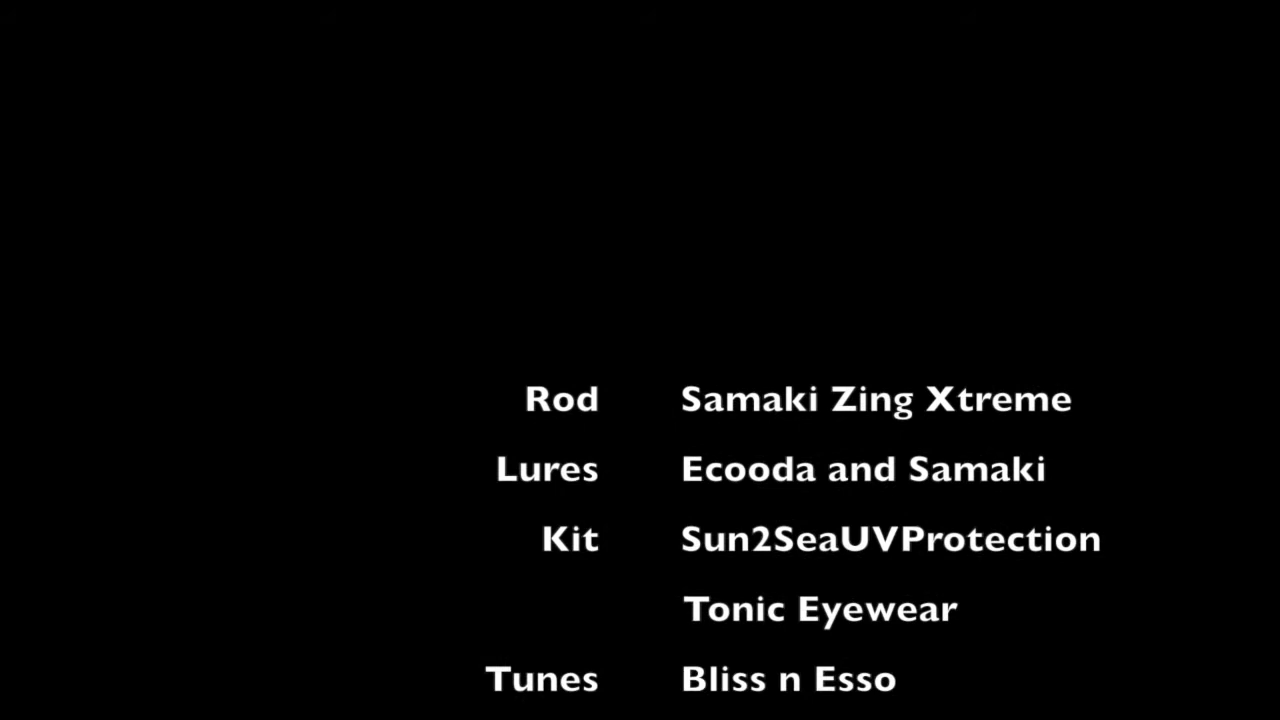 Rod Samaki Zing Xtreme
Lures Ecooda and Samaki
Kit Sun2SeaUVProtection
Tonic Eyewear
Tunes Bliss n Esso